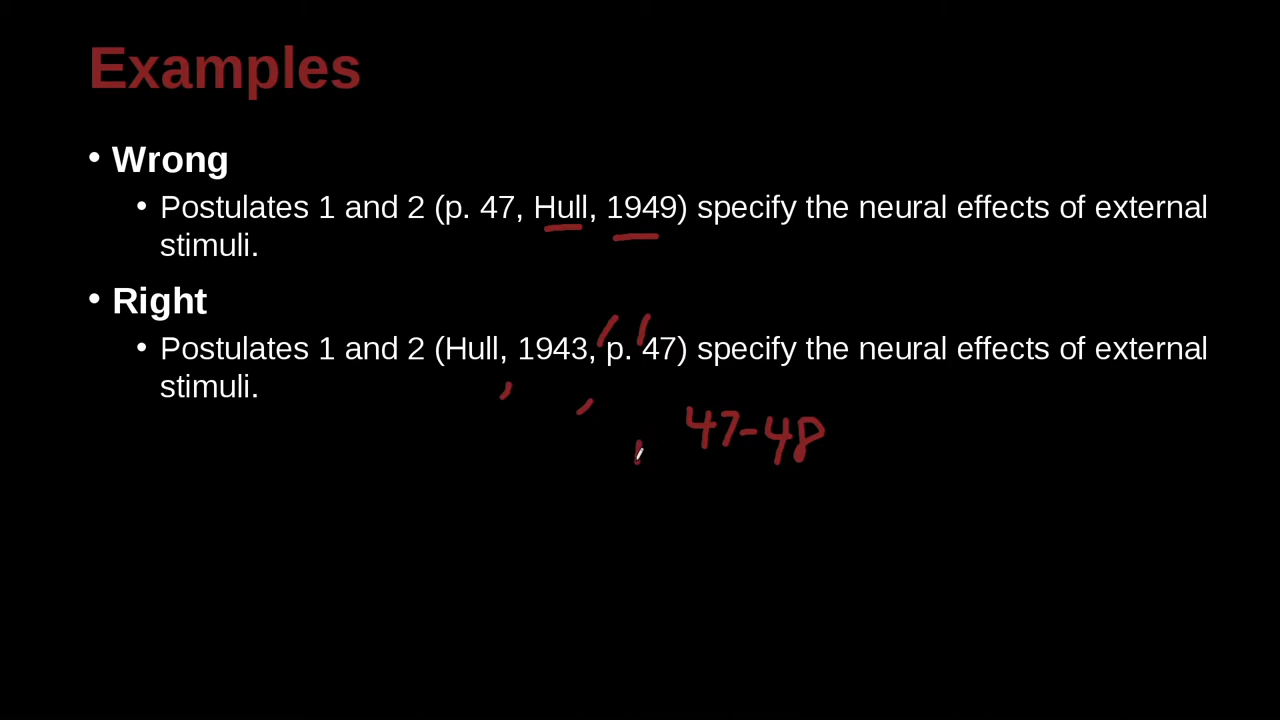 Examples
• Wrong
• Postulates 1 and 2 (p. 47, Hull, 1949) specify the neural effects of external
stimuli.
• Right
• Postulates 1 and 2 (Hull, 1943, p. 47) specify the neural effects of external
stimuli.
47-48